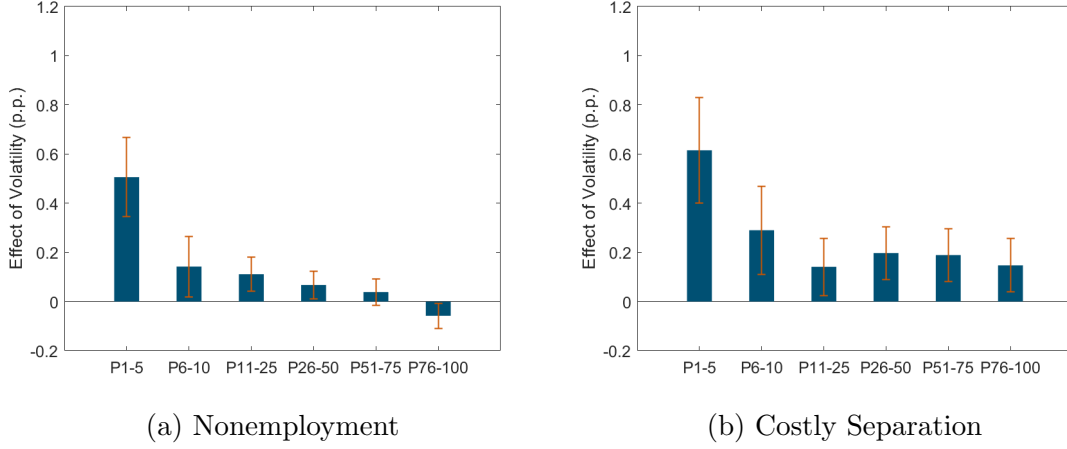 1.2
1
0.8
0.6
0.4
0.2
0
-0.2
Effect of Volatility (p.p.)
P1-5 P6-10 P11-25 P26-50 P51-75 P76-100
(a) Nonemployment
1.2
1
0.8
0.6
0.4
0.2
0
-0.2
Effect of Volatility (p.p.)
P1-5 P6-10 P11-25 P26-50 P51-75 P76-100
(b) Costly Separation